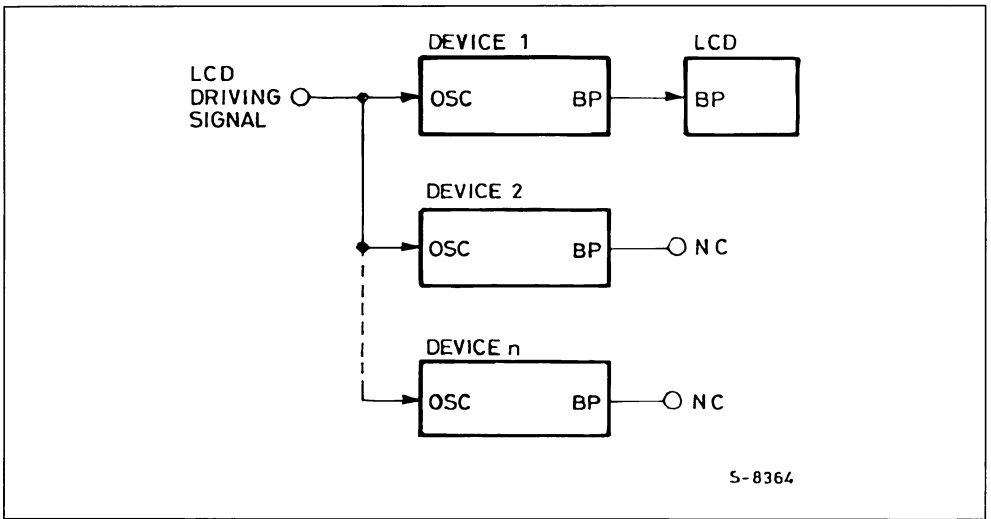 DEVICE 1
LCD
LCD
DRIVING
SIGNAL
OSC
BP
BP
DEVICE 2
OSC
BP
NC
DEVICE n
OSC
BP
NC
S-8364